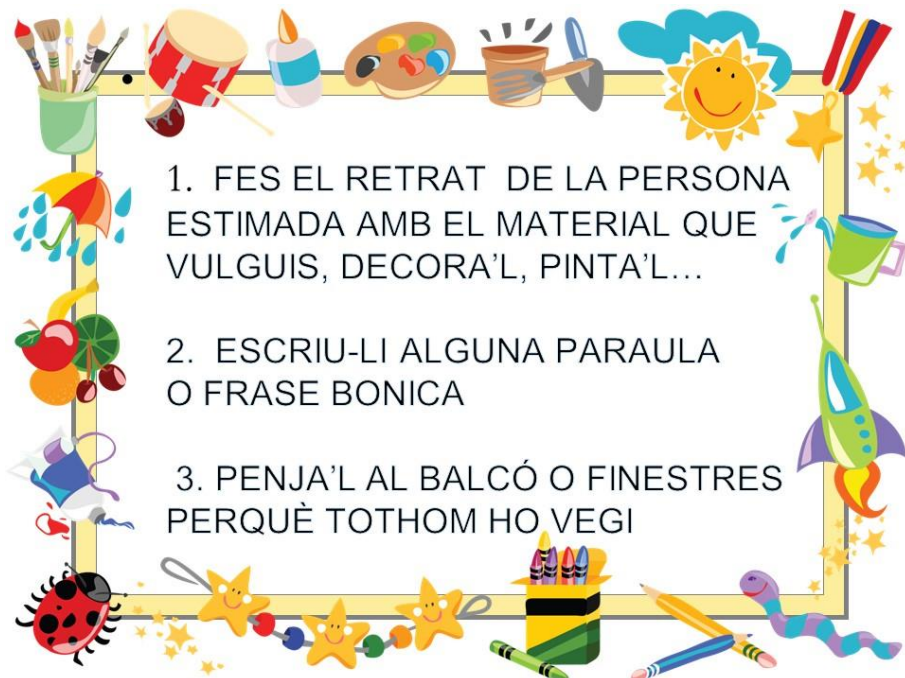 1. FES EL RETRAT DE LA PERSONA
ESTIMADA AMB EL MATERIAL QUE
VULGUIS, DECORA’L, PINTA’L…
2. ESCRIU-LI ALGUNA PARAULA
O FRASE BONICA
3. PENJA’L AL BALCÓ O FINESTRES
PERQUÈ TOTHOM HO VEGI